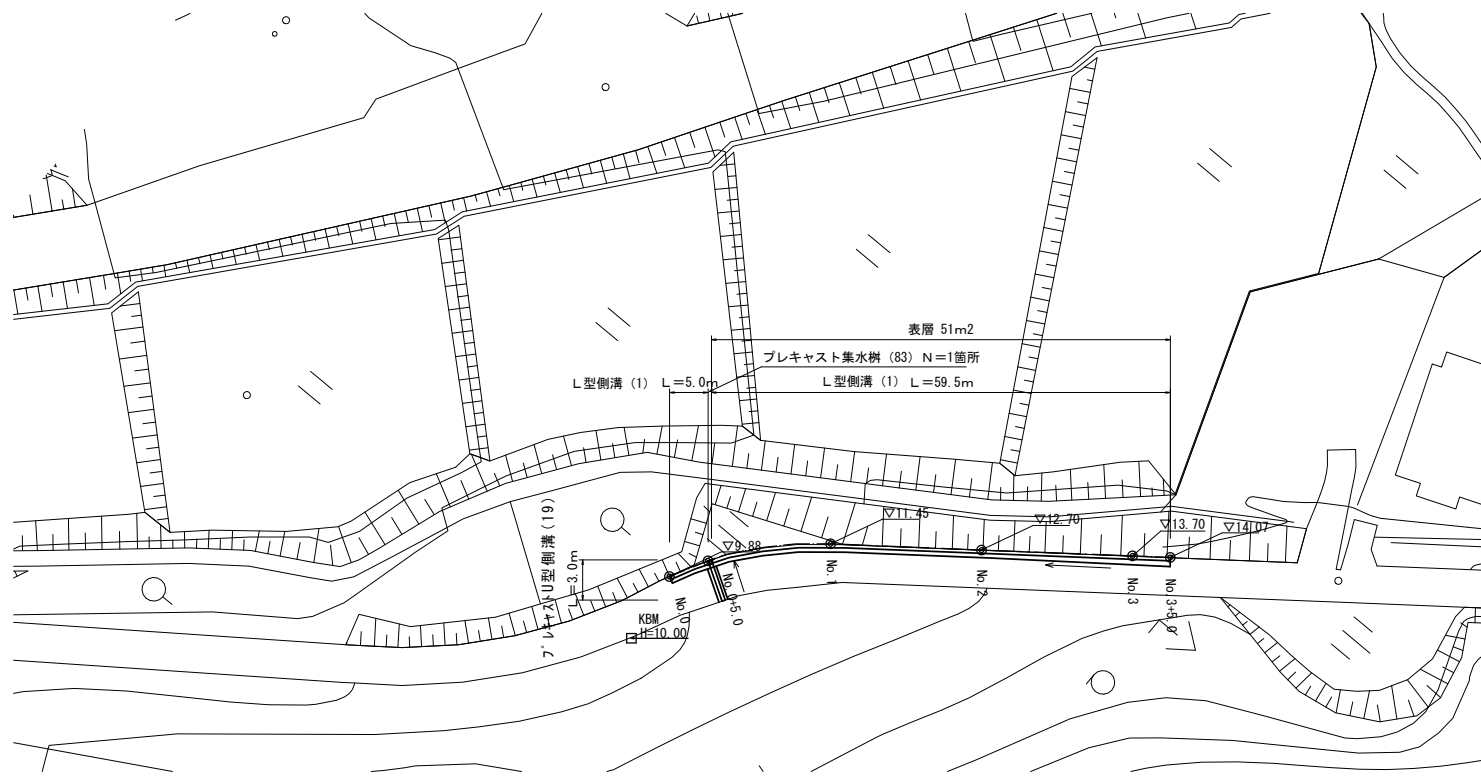 表層 51m2
プレキャスト集水桝 (83) N=1箇所
L型側溝 (1) L=5.0m
L型側溝 (1) L=59.5m
プレキャストU型側溝 (19)
L=3.0m
▽9.88
▽11.45
▽12.70
▽13.70
▽14.07
No.0
No.0+5.0
No.1
No.2
No.3
No.3+5.0
KBM
H=10.00